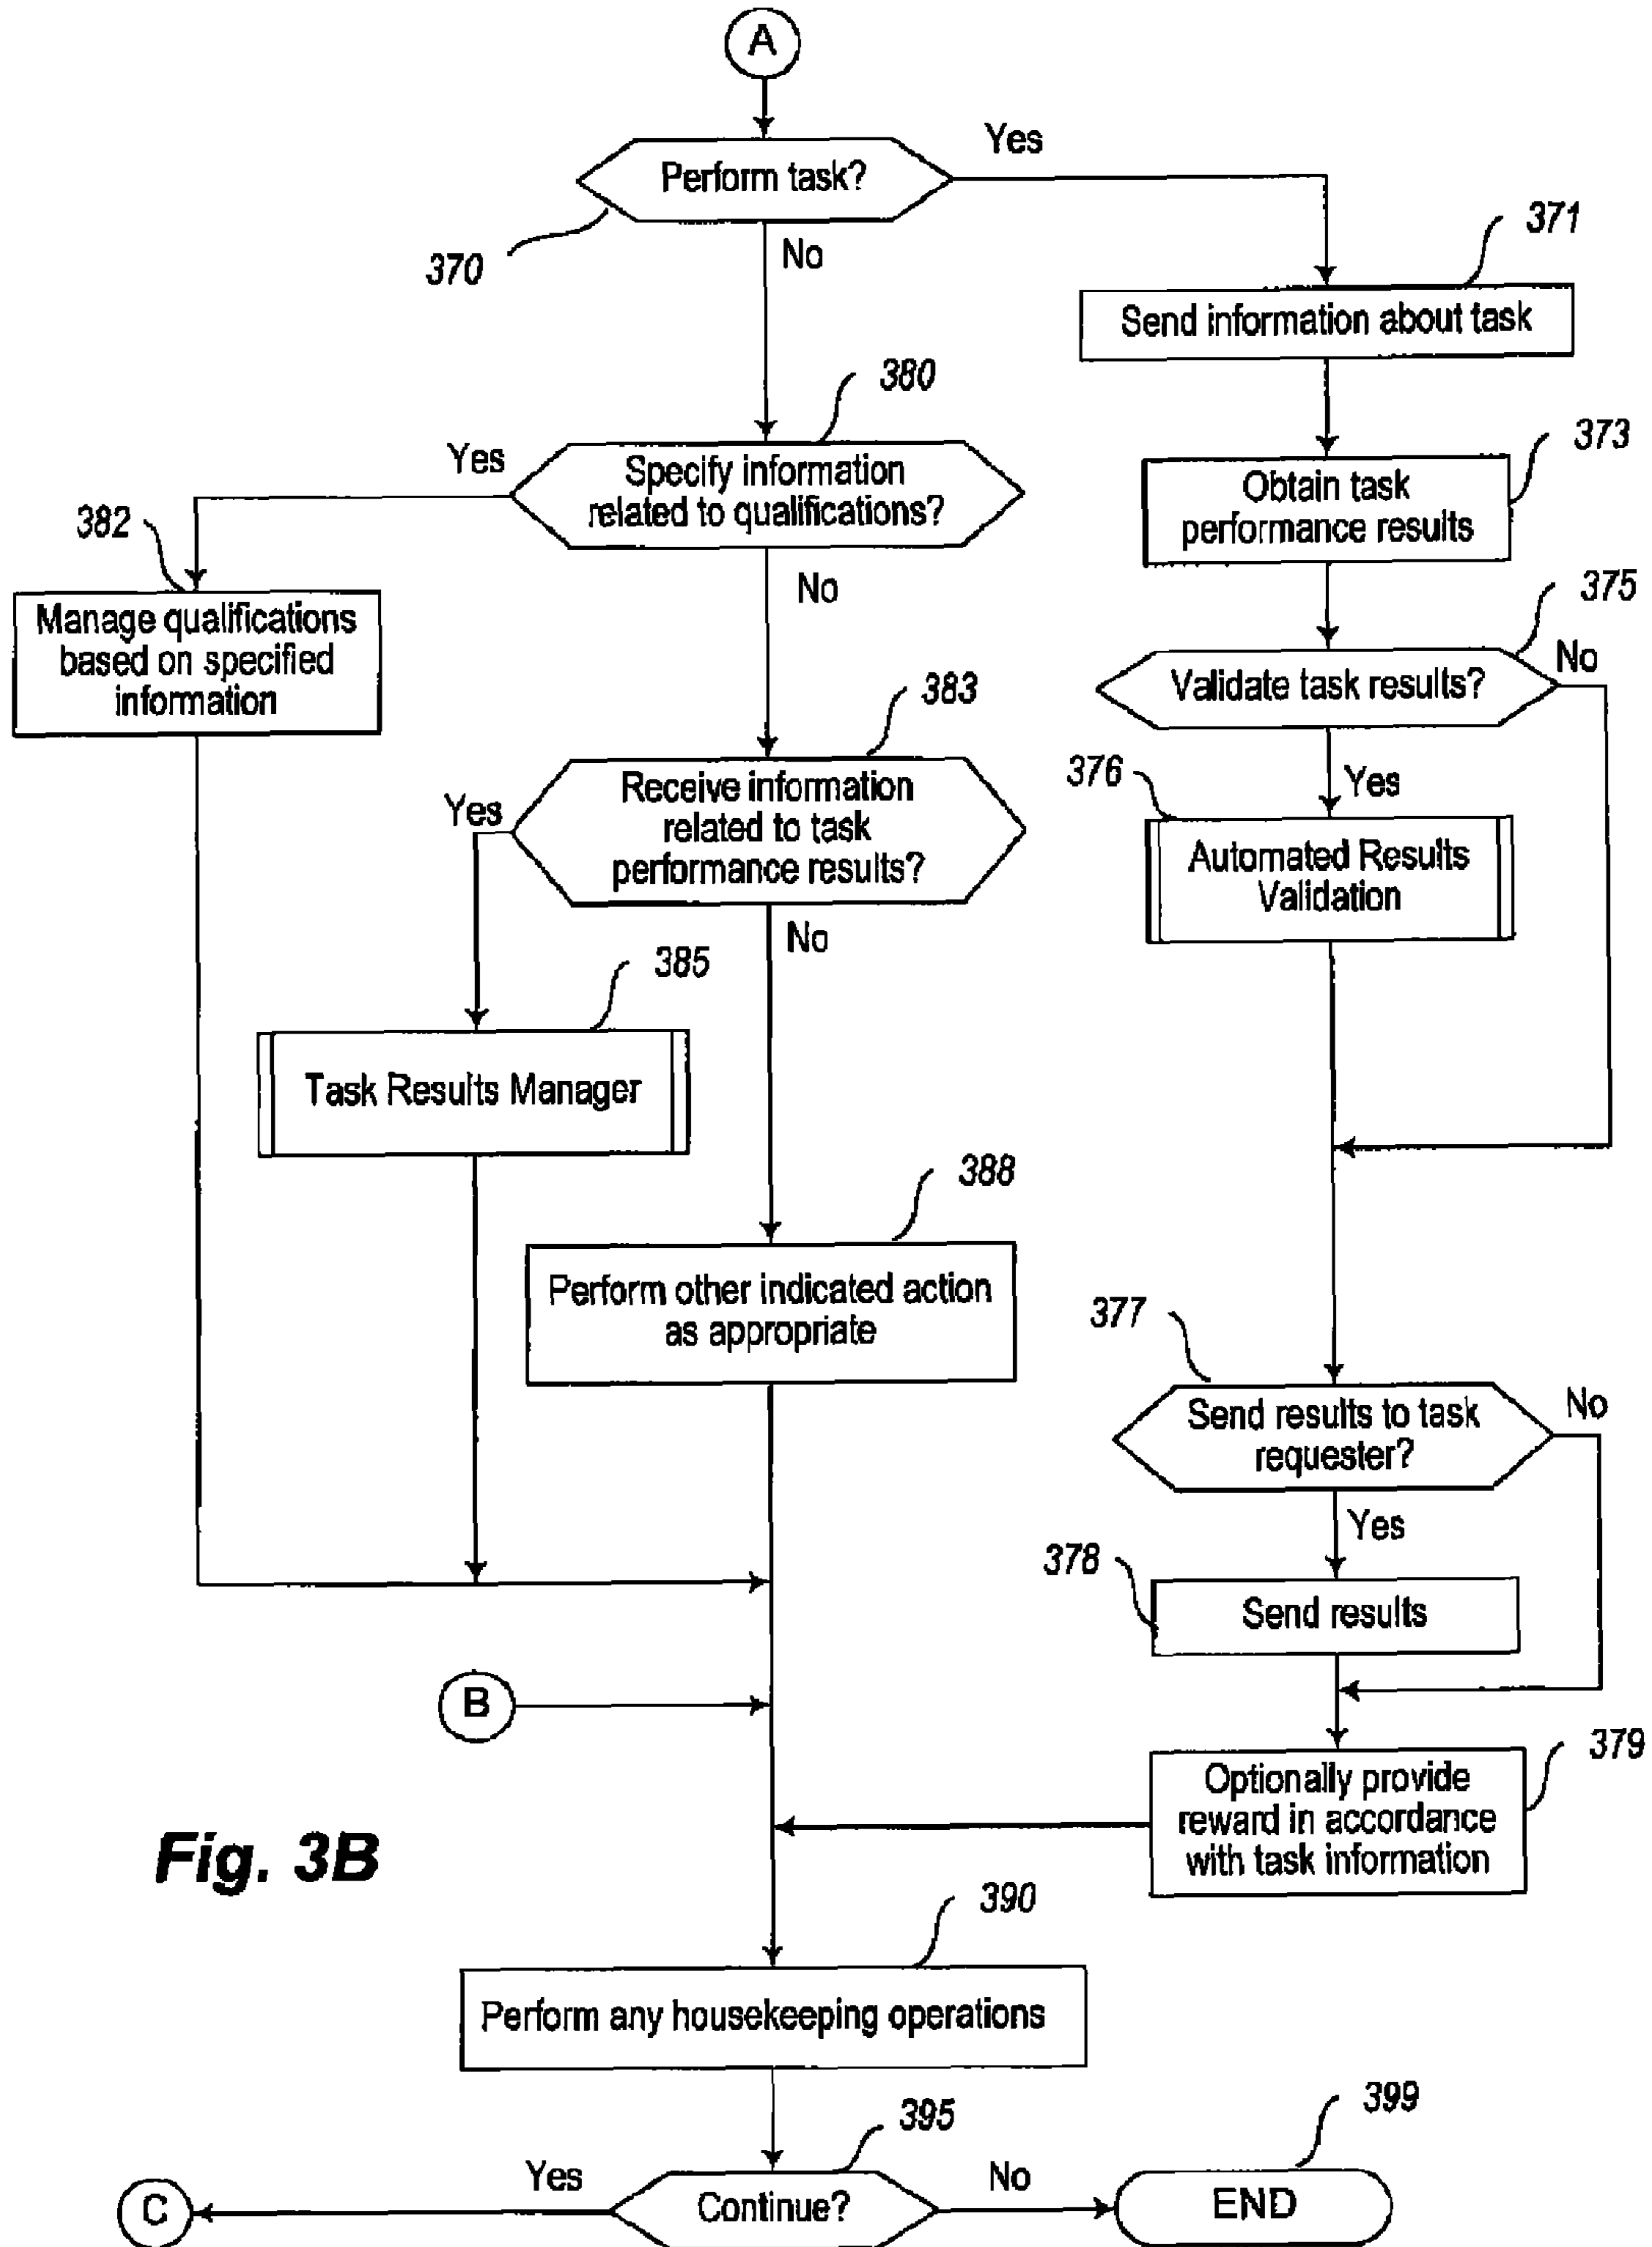 A
Perform task?
Yes
370
No
371
Send information about task
380
Yes
Specify information
related to qualifications?
373
Obtain task
performance results
382
No
375
Manage qualifications
based on specified
information
Validate task results?
No
383
Yes
Receive information
related to task
performance results?
376
Yes
Automated Results
Validation
No
385
Task Results Manager
388
Perform other indicated action
as appropriate
377
Send results to task
requester?
No
Yes
378
Send results
B
379
Optionally provide
reward in accordance
with task information
Fig. 3B
390
Perform any housekeeping operations
395
399
Yes
Continue?
No
C
END